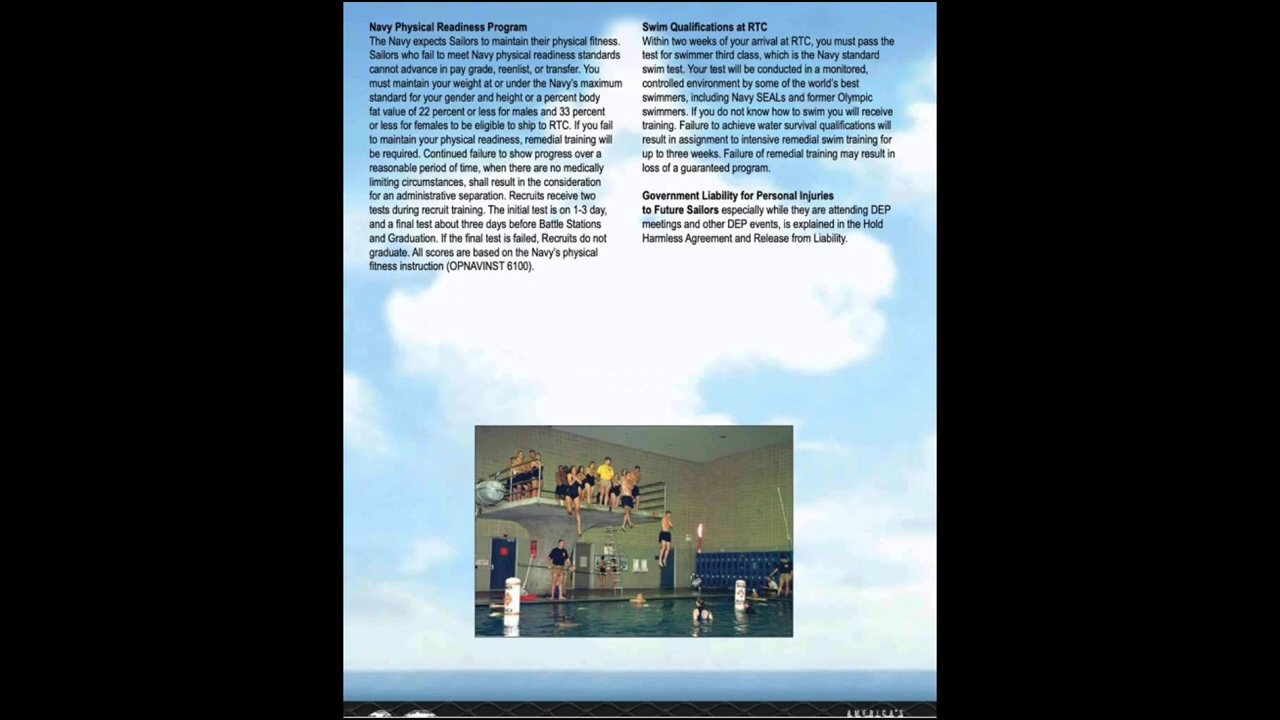 Navy Physical Readiness Program
The Navy expects Sailors to maintain their physical fitness.
Sailors who fail to meet Navy physical readiness standards
cannot advance in pay grade, reenlist, or transfer. You
must maintain your weight at or under the Navy's maximum
standard for your gender and height or a percent body
fat value of 22 percent or less for males and 33 percent
or less for females to be eligible to ship to RTC. If you fail
to maintain your physical readiness, remedial training will
be required. Continued failure to show progress over a
reasonable period of time, when there are no medically
limiting circumstances, shall result in the consideration
for an administrative separation. Recruits receive two
tests during recruit training. The initial test is on 1-3 day,
and a final test about three days before Battle Stations
and Graduation. If the final test is failed, Recruits do not
graduate. All scores are based on the Navy's physical
fitness instruction (OPNAVINST 6100).
Swim Qualifications at RTC
Within two weeks of your arrival at RTC, you must pass the
test for swimmer third class, which is the Navy standard
swim test. Your test will be conducted in a monitored,
controlled environment by some of the world's best
swimmers, including Navy SEALs and former Olympic
swimmers. If you do not know how to swim you will receive
training. Failure to achieve water survival qualifications will
result in assignment to intensive remedial swim training for
up to three weeks. Failure of remedial training may result in
loss of a guaranteed program.
Government Liability for Personal Injuries
to Future Sailors especially while they are attending DEP
meetings and other DEP events, is explained in the Hold
Harmless Agreement and Release from Liability.
AMERICA'S